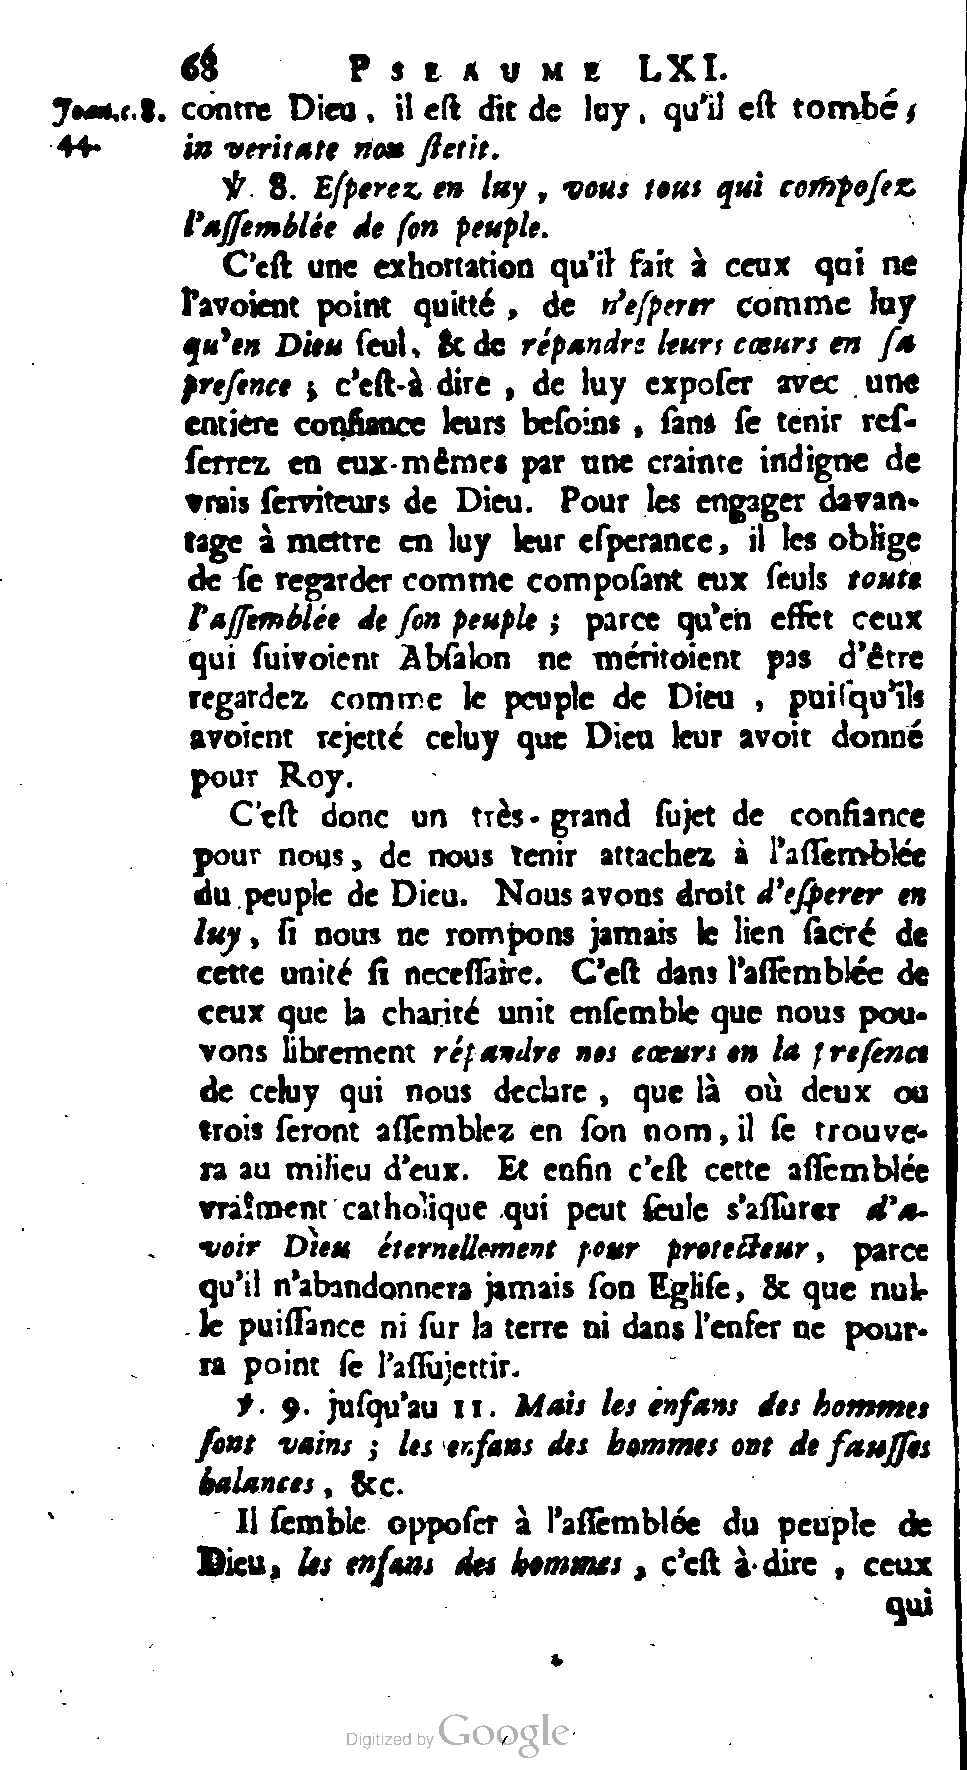 68 PSEAUME LXI.
Joan. c. 8. contre Dieu, il eſt dit de luy, qu'il eſt tombé;
44. in veritate non ſtetit.
℣. 8. Eſperez en luy, vous tous qui compoſez
l'aſſemblée de ſon peuple.
C'eſt une exhortation qu'il fait à ceux qui ne
l'avoient point quitté, de n'eſperer comme luy
qu'en Dieu ſeul, & de répandre leurs cœurs en ſa
preſence; c'eſt-à dire, de luy expoſer avec une
entiere confiance leurs beſoins, ſans ſe tenir reſ-
ſerrez en eux-mêmes par une crainte indigne de
vrais ſerviteurs de Dieu. Pour les engager davan-
tage à mettre en luy leur eſperance, il les oblige
de ſe regarder comme compoſant eux ſeuls toute
l'aſſemblée de ſon peuple; parce qu'en effet ceux
qui ſuivoient Abſalon ne méritoient pas d'être
regardez comme le peuple de Dieu, puiſqu'ils
avoient rejetté celuy que Dieu leur avoit donné
pour Roy.
C'eſt donc un très-grand ſujet de confiance
pour nous, de nous tenir attachez à l'aſſemblée
du peuple de Dieu. Nous avons droit d'eſperer en
luy, ſi nous ne rompons jamais le lien ſacré de
cette unité ſi neceſſaire. C'eſt dans l'aſſemblée de
ceux que la charité unit enſemble que nous pou-
vons librement répandre nos cœurs en la preſence
de celuy qui nous declare, que là où deux ou
trois ſeront aſſemblez en ſon nom, il ſe trouve-
ra au milieu d'eux. Et enfin c'eſt cette aſſemblée
vraîment catholique qui peut ſeule s'aſſurer d'a-
voir Dieu éternellement pour protecteur, parce
qu'il n'abandonnera jamais ſon Egliſe, & que nul-
le puiſſance ni ſur la terre ni dans l'enfer ne pour-
ra point ſe l'aſſujettir.
℣. 9. juſqu'au 11. Mais les enfans des hommes
ſont vains; les enfans des hommes ont de fauſſes
balances, &c.
Il ſemble oppoſer à l'aſſemblée du peuple de
Dieu, les enfans des hommes, c'eſt à-dire, ceux
qui
Digitized by Google